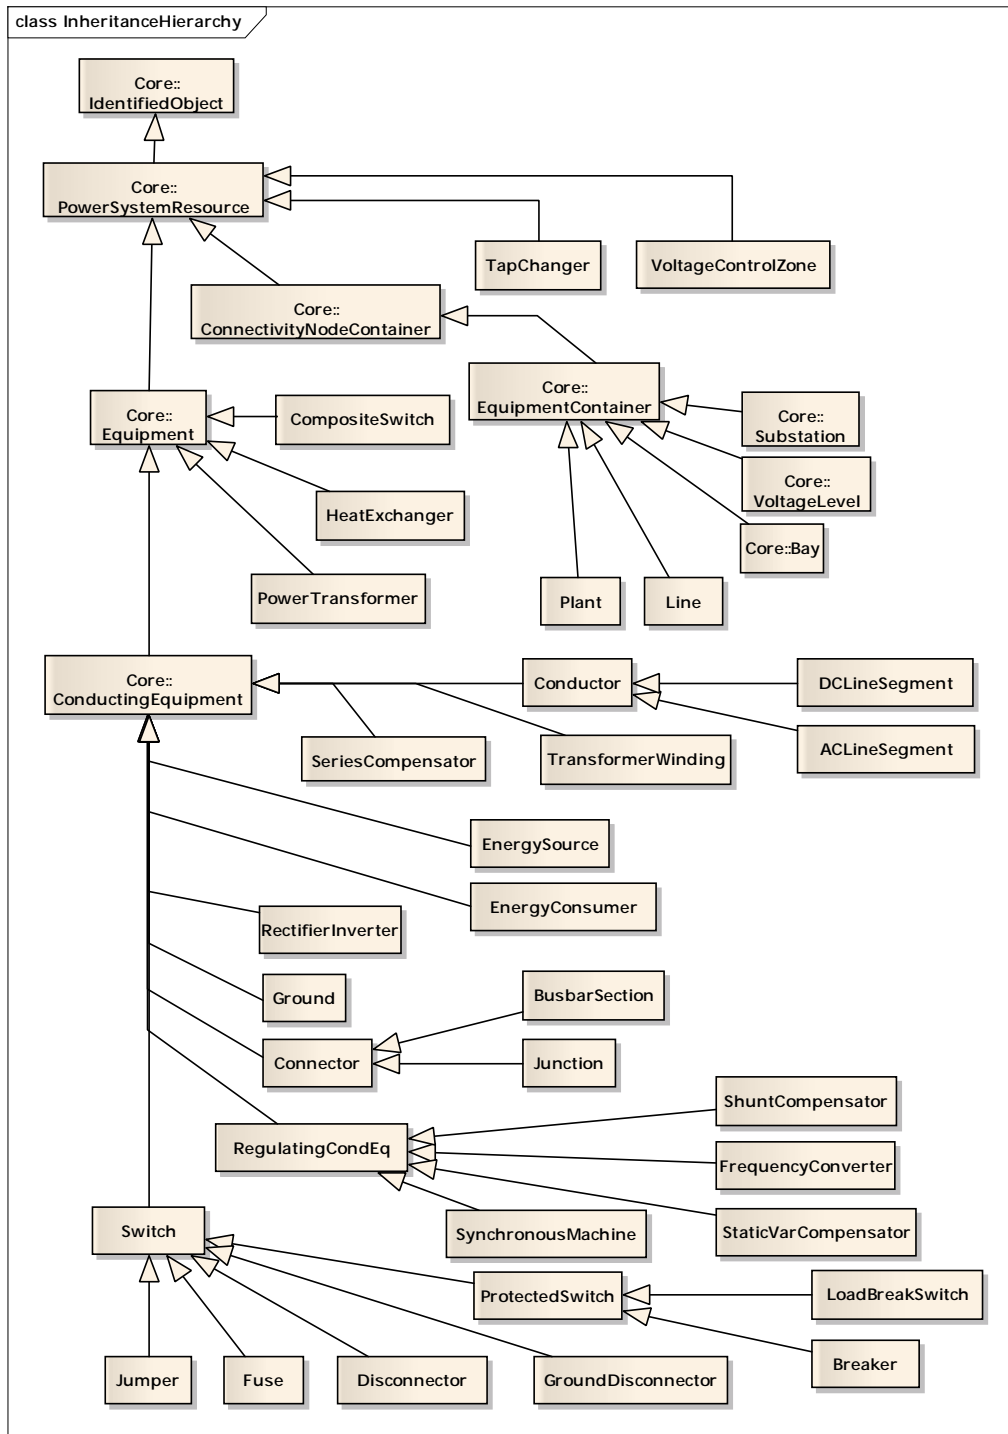 class InheritanceHierarchy
Core::
IdentifiedObject
Core::
PowerSystemResource
TapChanger
VoltageControlZone
Core::
ConnectivityNodeContainer
Core::
EquipmentContainer
Core::
Equipment
CompositeSwitch
Core::
Substation
Core::
VoltageLevel
HeatExchanger
Core::Bay
PowerTransformer
Plant
Line
Core::
ConductingEquipment
Conductor
DCLineSegment
SeriesCompensator
TransformerWinding
ACLineSegment
EnergySource
EnergyConsumer
RectifierInverter
Ground
BusbarSection
Connector
Junction
ShuntCompensator
RegulatingCondEq
FrequencyConverter
Switch
SynchronousMachine
StaticVarCompensator
ProtectedSwitch
LoadBreakSwitch
Breaker
Jumper
Fuse
Disconnector
GroundDisconnector